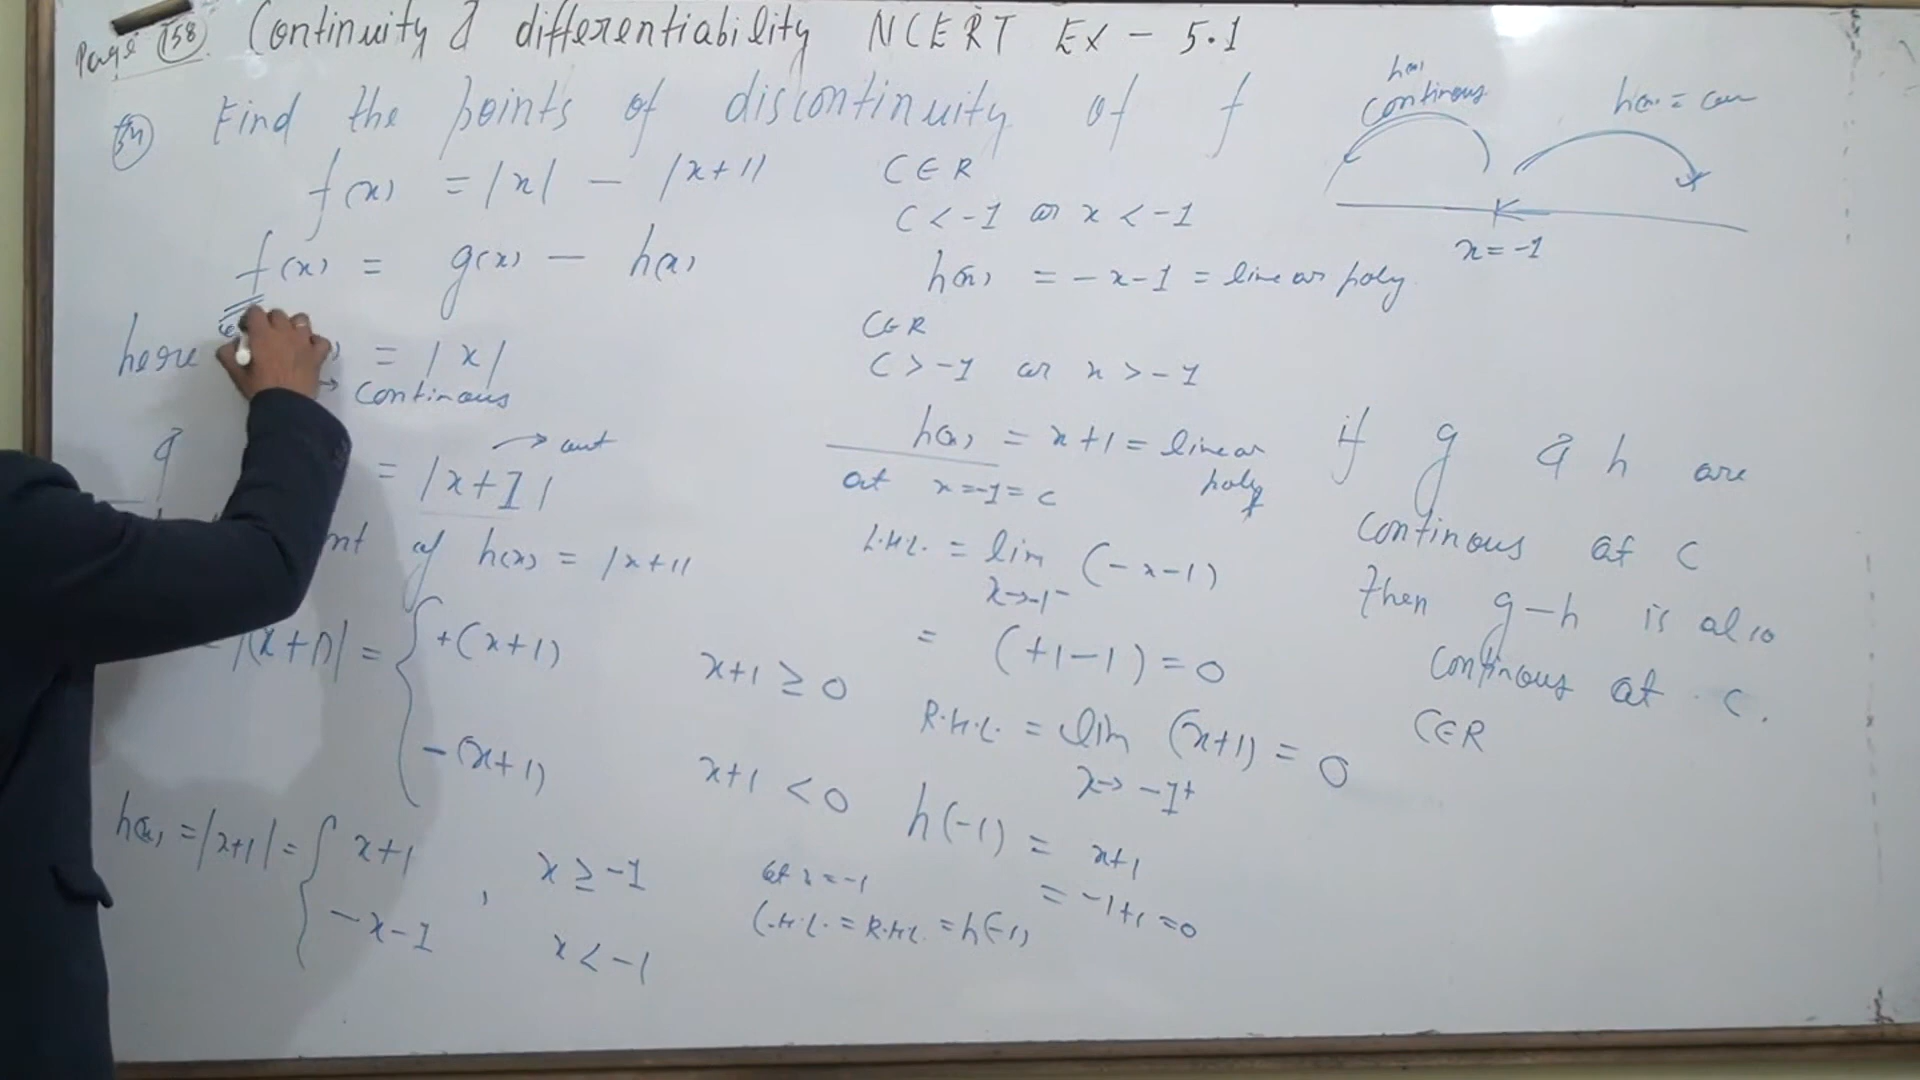 Page 158 Continuity & differentiability NCERT EX - 5.1
34 Find the points of discontinuity of f
f(x) = |x| - |x+1|
f(x) = g(x) - h(x)
here = |x|
→ Continous
= |x+1| → cont
of h(x) = |x+1|
|(x+1)| = { +(x+1) x+1 ≥ 0
-(x+1) x+1 < 0
h(x) = |x+1| = { x+1 , x ≥ -1
-x-1 x < -1
C ∈ R
C < -1 or x < -1
h(x) = -x-1 = linear poly
C∈R
C > -1 or x > -1
h(x) = x+1 = linear poly
at x=-1=c
L.H.L. = lim (-x-1)
x→-1⁻
= (+1-1) = 0
R.H.L. = lim (x+1) = 0
x→ -1⁺
h(-1) = x+1
= -1+1 = 0
at x=-1
L.H.L. = R.H.L. = h(-1)
h(x) continous
h(x) = con
x=-1
if g & h are
continous at C
then g-h is also
continous at C.
C∈R